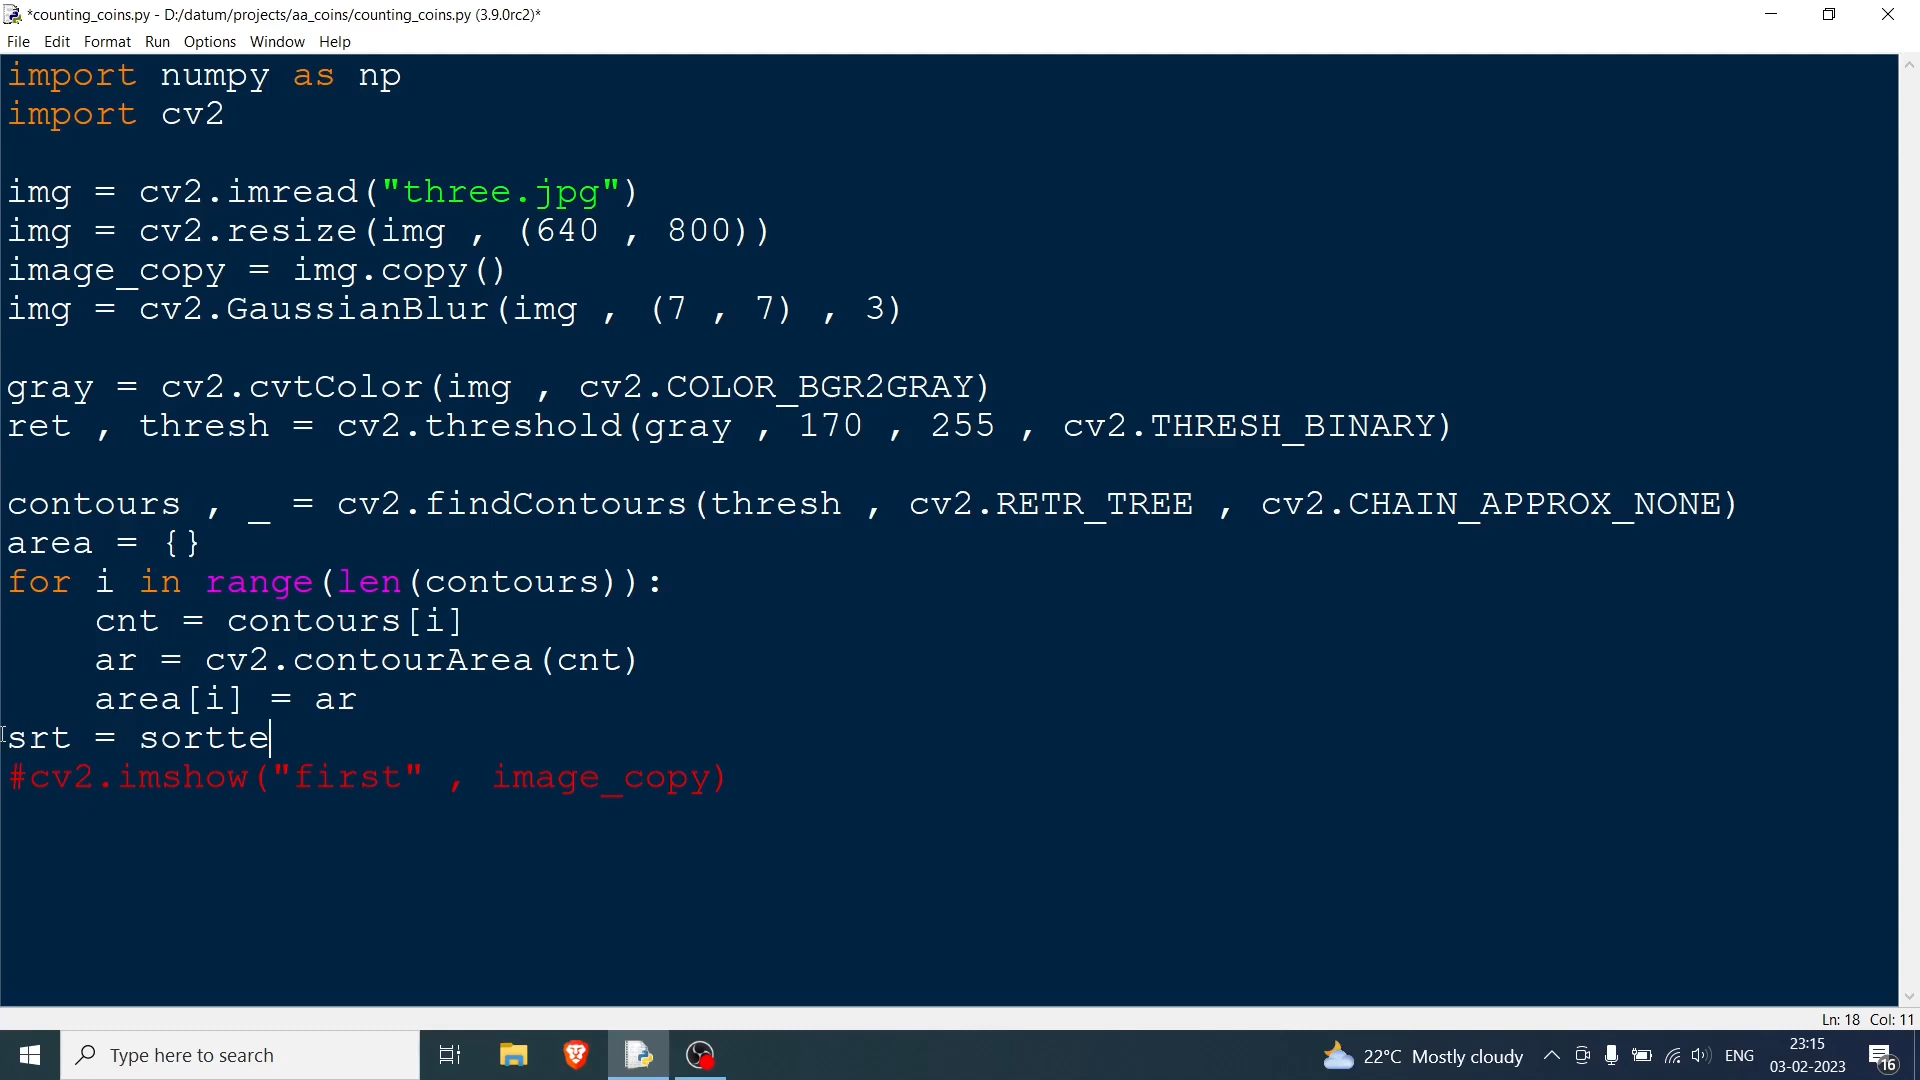 *counting_coins.py - D:/datum/projects/aa_coins/counting_coins.py (3.9.0rc2)*
File Edit Format Run Options Window Help
import numpy as np
import cv2
img = cv2.imread("three.jpg")
img = cv2.resize(img , (640 , 800))
image_copy = img.copy()
img = cv2.GaussianBlur(img , (7 , 7) , 3)
gray = cv2.cvtColor(img , cv2.COLOR_BGR2GRAY)
ret , thresh = cv2.threshold(gray , 170 , 255 , cv2.THRESH_BINARY)
contours , _ = cv2.findContours(thresh , cv2.RETR_TREE , cv2.CHAIN_APPROX_NONE)
area = {}
for i in range(len(contours)):
    cnt = contours[i]
    ar = cv2.contourArea(cnt)
    area[i] = ar
srt = sortte
#cv2.imshow("first" , image_copy)
Ln: 18 Col: 11
Type here to search
22°C Mostly cloudy
ENG
23:15
03-02-2023
16